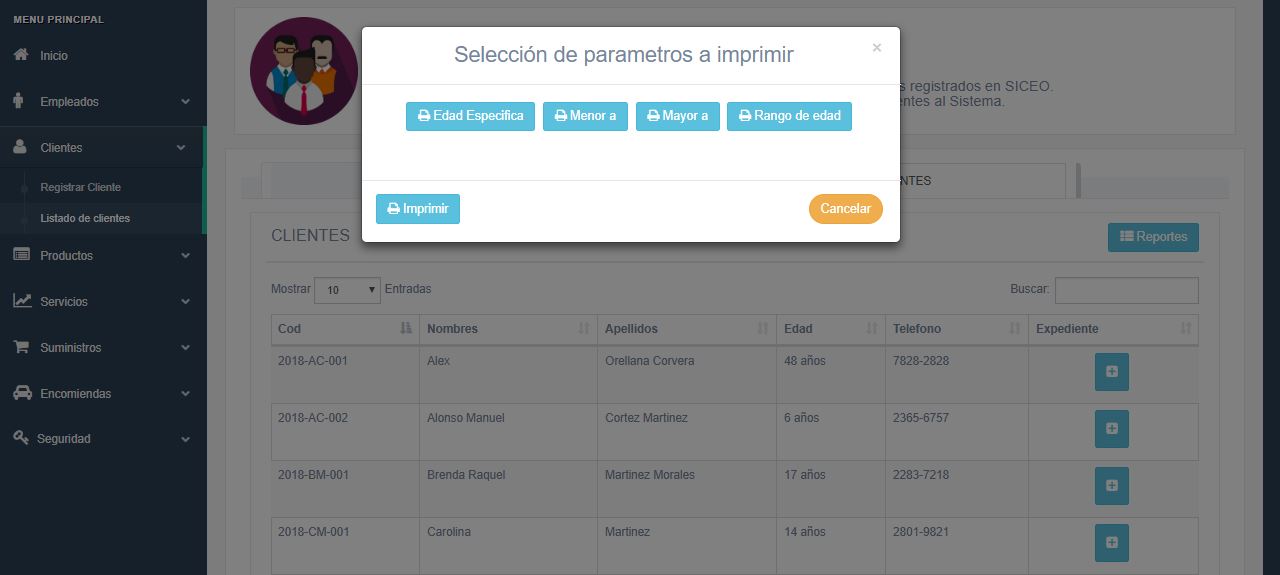 MENU PRINCIPAL
Inicio
Empleados
Clientes
Registrar Cliente
Listado de clientes
Productos
Servicios
Suministros
Encomiendas
Seguridad
Selección de parametros a imprimir
×
Edad Especifica Menor a Mayor a Rango de edad
Imprimir Cancelar
registrados en SICEO.
al Sistema.
CLIENTES Reportes
Mostrar 10 Entradas Buscar:
Cod Nombres Apellidos Edad Telefono Expediente
2018-AC-001 Alex Orellana Corvera 48 años 7828-2828
2018-AC-002 Alonso Manuel Cortez Martinez 6 años 2365-6757
2018-BM-001 Brenda Raquel Martinez Morales 17 años 2283-7218
2018-CM-001 Carolina Martinez 14 años 2801-9821